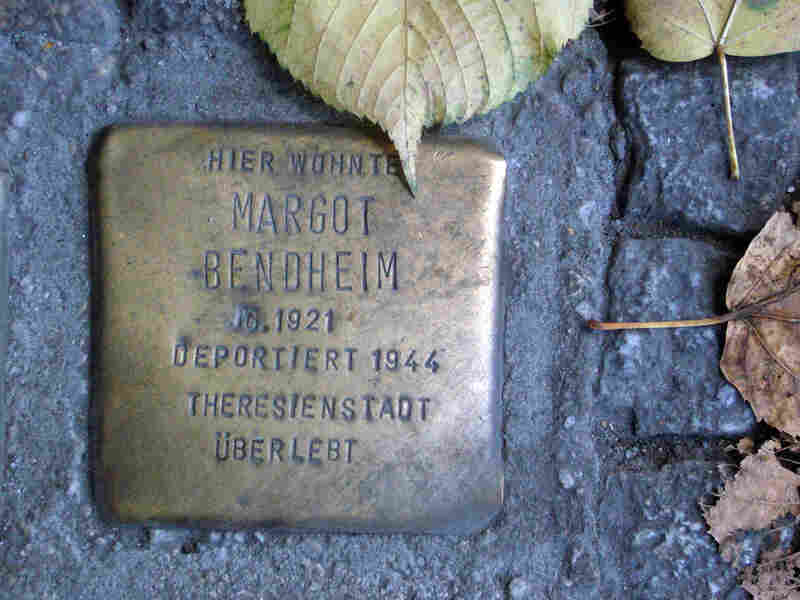 HIER WOHNTE
MARGOT
BENDHEIM
JG.1921
DEPORTIERT 1944
THERESIENSTADT
ÜBERLEBT